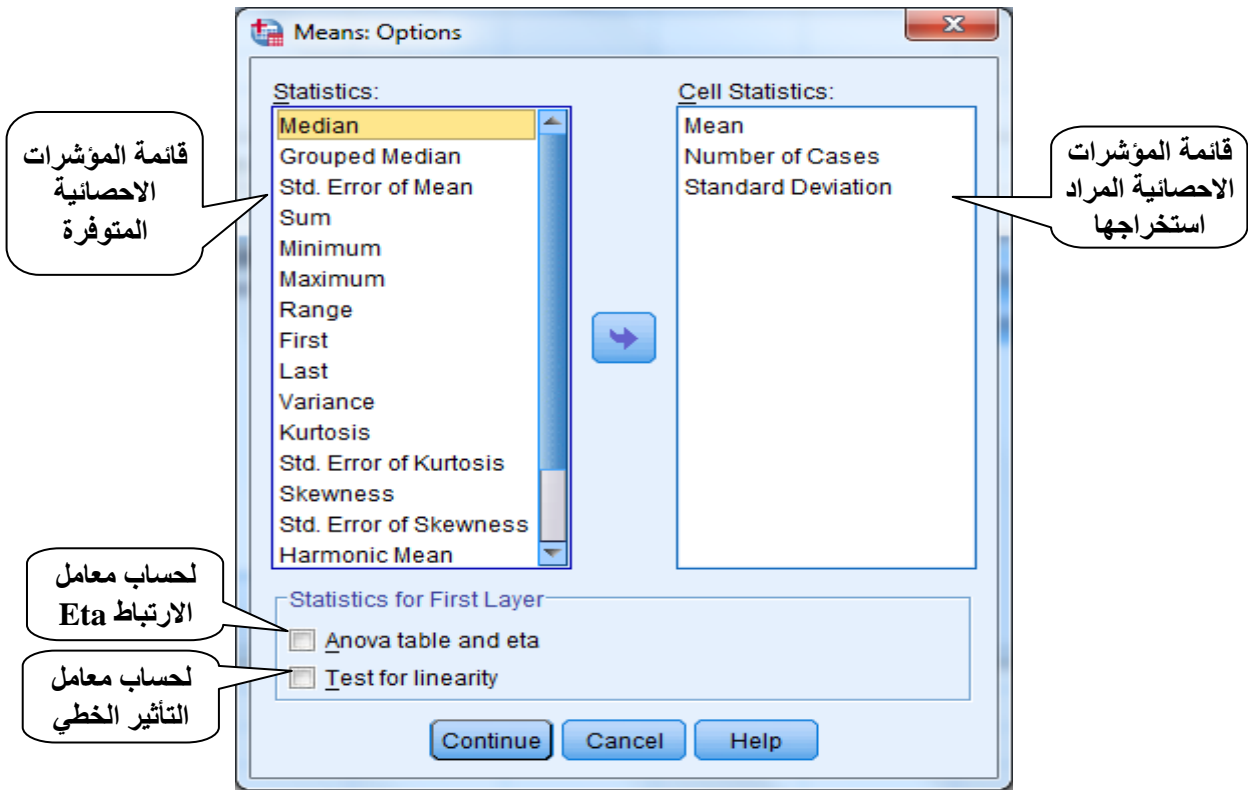 Means: Options
Statistics:
Median
Grouped Median
Std. Error of Mean
Sum
Minimum
Maximum
Range
First
Last
Variance
Kurtosis
Std. Error of Kurtosis
Skewness
Std. Error of Skewness
Harmonic Mean
Cell Statistics:
Mean
Number of Cases
Standard Deviation
قائمة المؤشرات
الاحصائية
المتوفرة
قائمة المؤشرات
الاحصائية المراد
استخراجها
Statistics for First Layer
Anova table and eta
Test for linearity
لحساب معامل
الارتباط Eta
لحساب معامل
التأثير الخطي
Continue
Cancel
Help